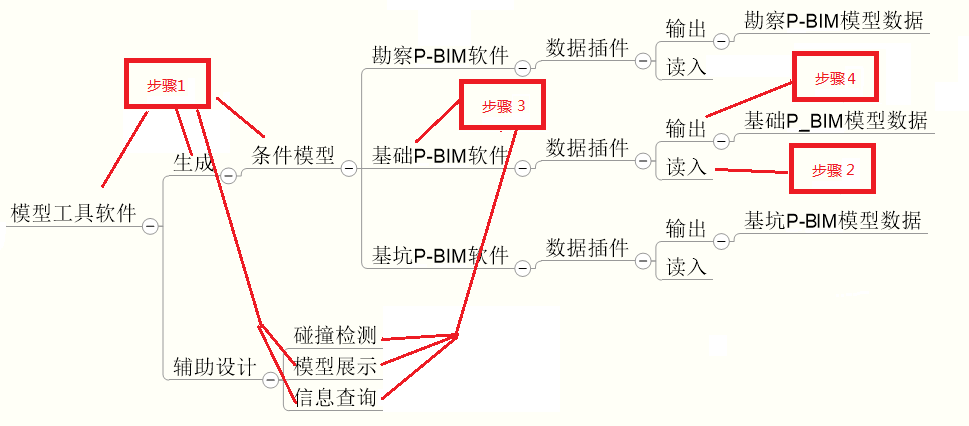 勘察P-BIM模型数据
输出
勘察P-BIM软件
数据插件
读入
步骤1
步骤 3
步骤 4
基础P_BIM模型数据
输出
生成
条件模型
基础P-BIM软件
数据插件
读入
步骤 2
模型工具软件
基坑P-BIM模型数据
输出
基坑P-BIM软件
数据插件
读入
碰撞检测
辅助设计
模型展示
信息查询